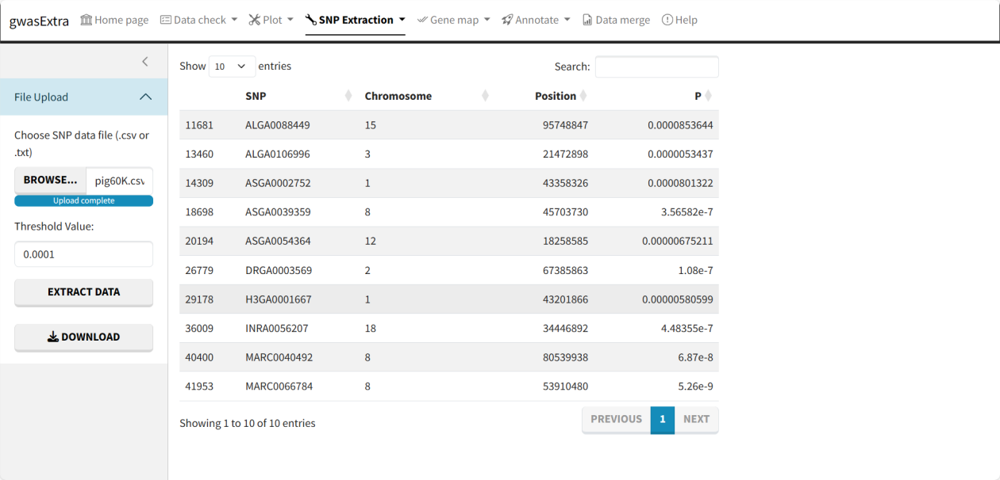 gwasExtra Home page Data check Plot SNP Extraction Gene map Annotate Data merge Help
File Upload
Choose SNP data file (.csv or
.txt)
BROWSE... pig60K.csv
Upload complete
Threshold Value:
0.0001
EXTRACT DATA
DOWNLOAD
Show 10 entries Search:
SNP Chromosome Position P
11681 ALGA0088449 15 95748847 0.0000853644
13460 ALGA0106996 3 21472898 0.0000053437
14309 ASGA0002752 1 43358326 0.0000801322
18698 ASGA0039359 8 45703730 3.56582e-7
20194 ASGA0054364 12 18258585 0.00000675211
26779 DRGA0003569 2 67385863 1.08e-7
29178 H3GA0001667 1 43201866 0.00000580599
36009 INRA0056207 18 34446892 4.48355e-7
40400 MARC0040492 8 80539938 6.87e-8
41953 MARC0066784 8 53910480 5.26e-9
Showing 1 to 10 of 10 entries PREVIOUS 1 NEXT